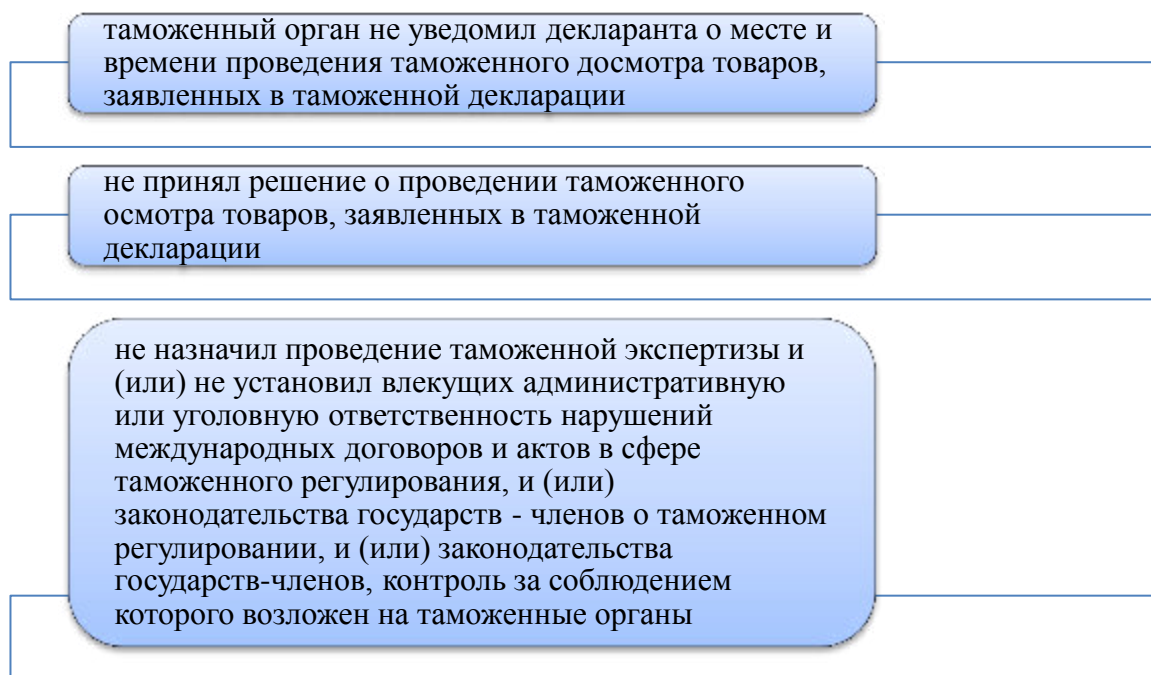 таможенный орган не уведомил декларанта о месте и
времени проведения таможенного досмотра товаров,
заявленных в таможенной декларации
не принял решение о проведении таможенного
осмотра товаров, заявленных в таможенной
декларации
не назначил проведение таможенной экспертизы и
(или) не установил влекущих административную
или уголовную ответственность нарушений
международных договоров и актов в сфере
таможенного регулирования, и (или)
законодательства государств - членов о таможенном
регулировании, и (или) законодательства
государств-членов, контроль за соблюдением
которого возложен на таможенные органы